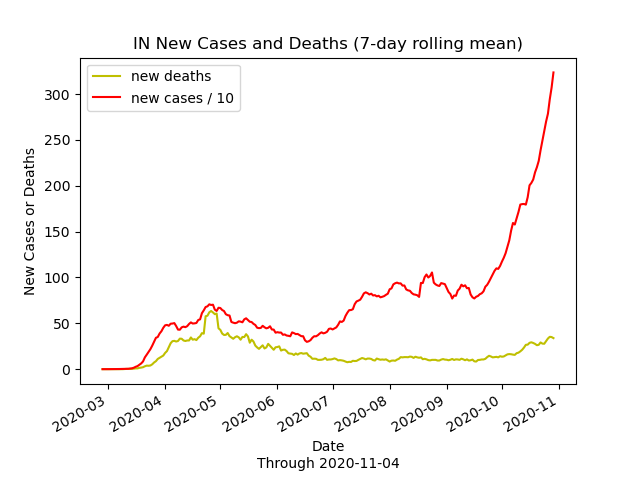 IN New Cases and Deaths (7-day rolling mean)
new deaths
new cases / 10
New Cases or Deaths
300
250
200
150
100
50
0
2020-03
2020-04
2020-05
2020-06
2020-07
2020-08
2020-09
2020-10
2020-11
Date
Through 2020-11-04